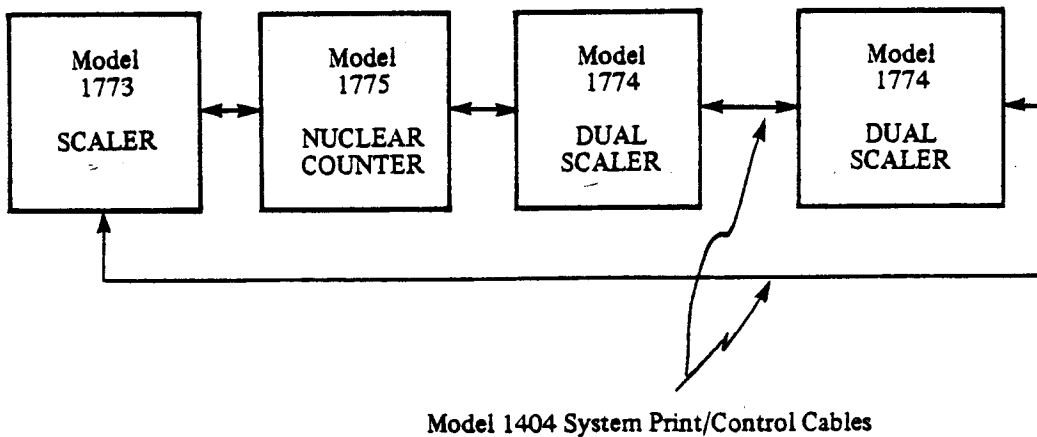 Model
1773
SCALER
Model
1775
NUCLEAR
COUNTER
Model
1774
DUAL
SCALER
Model
1774
DUAL
SCALER
Model 1404 System Print/Control Cables